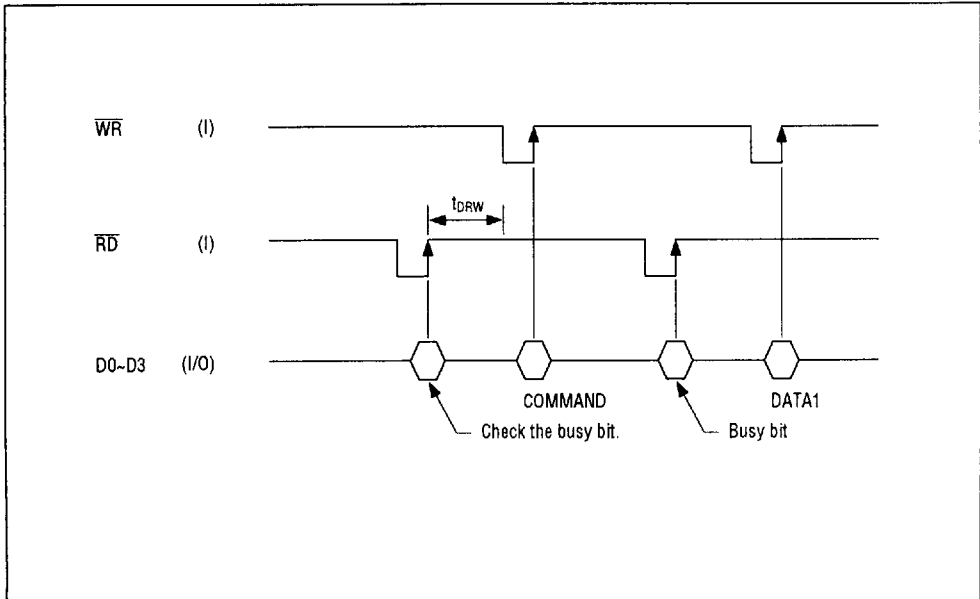 WR (I)
tDRW
RD (I)
D0~D3 (I/O)
COMMAND DATA1
Check the busy bit. Busy bit